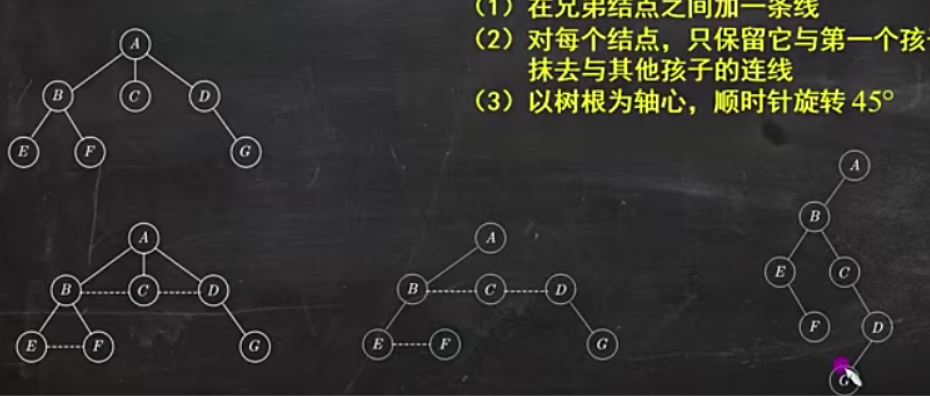 （1）在兄弟结点之间加一条线
（2）对每个结点，只保留它与第一个孩
抹去与其他孩子的连线
（3）以树根为轴心，顺时针旋转 45°
A
B C D
E F G
A
B C D
E F G
A
B C D
E F G
A
B
E C
F D
G